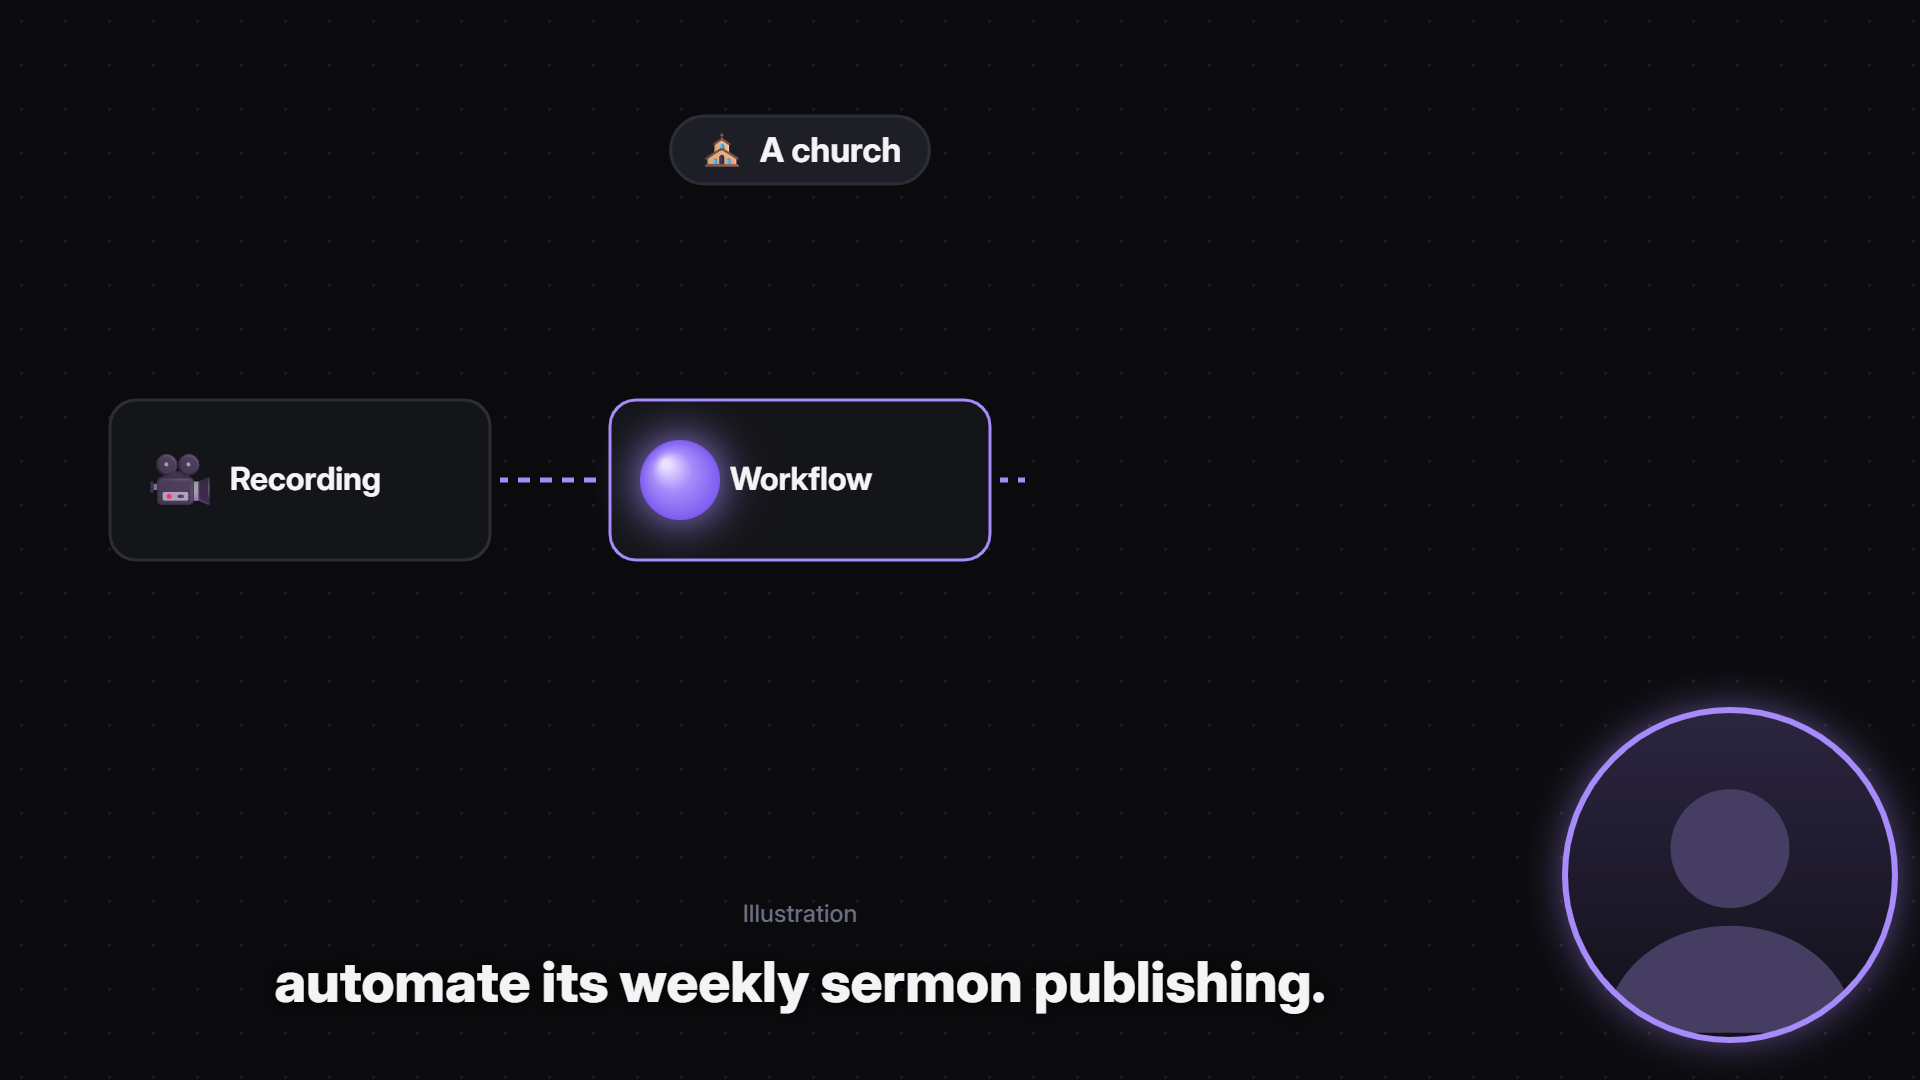 A church
Recording
Workflow
Illustration
automate its weekly sermon publishing.